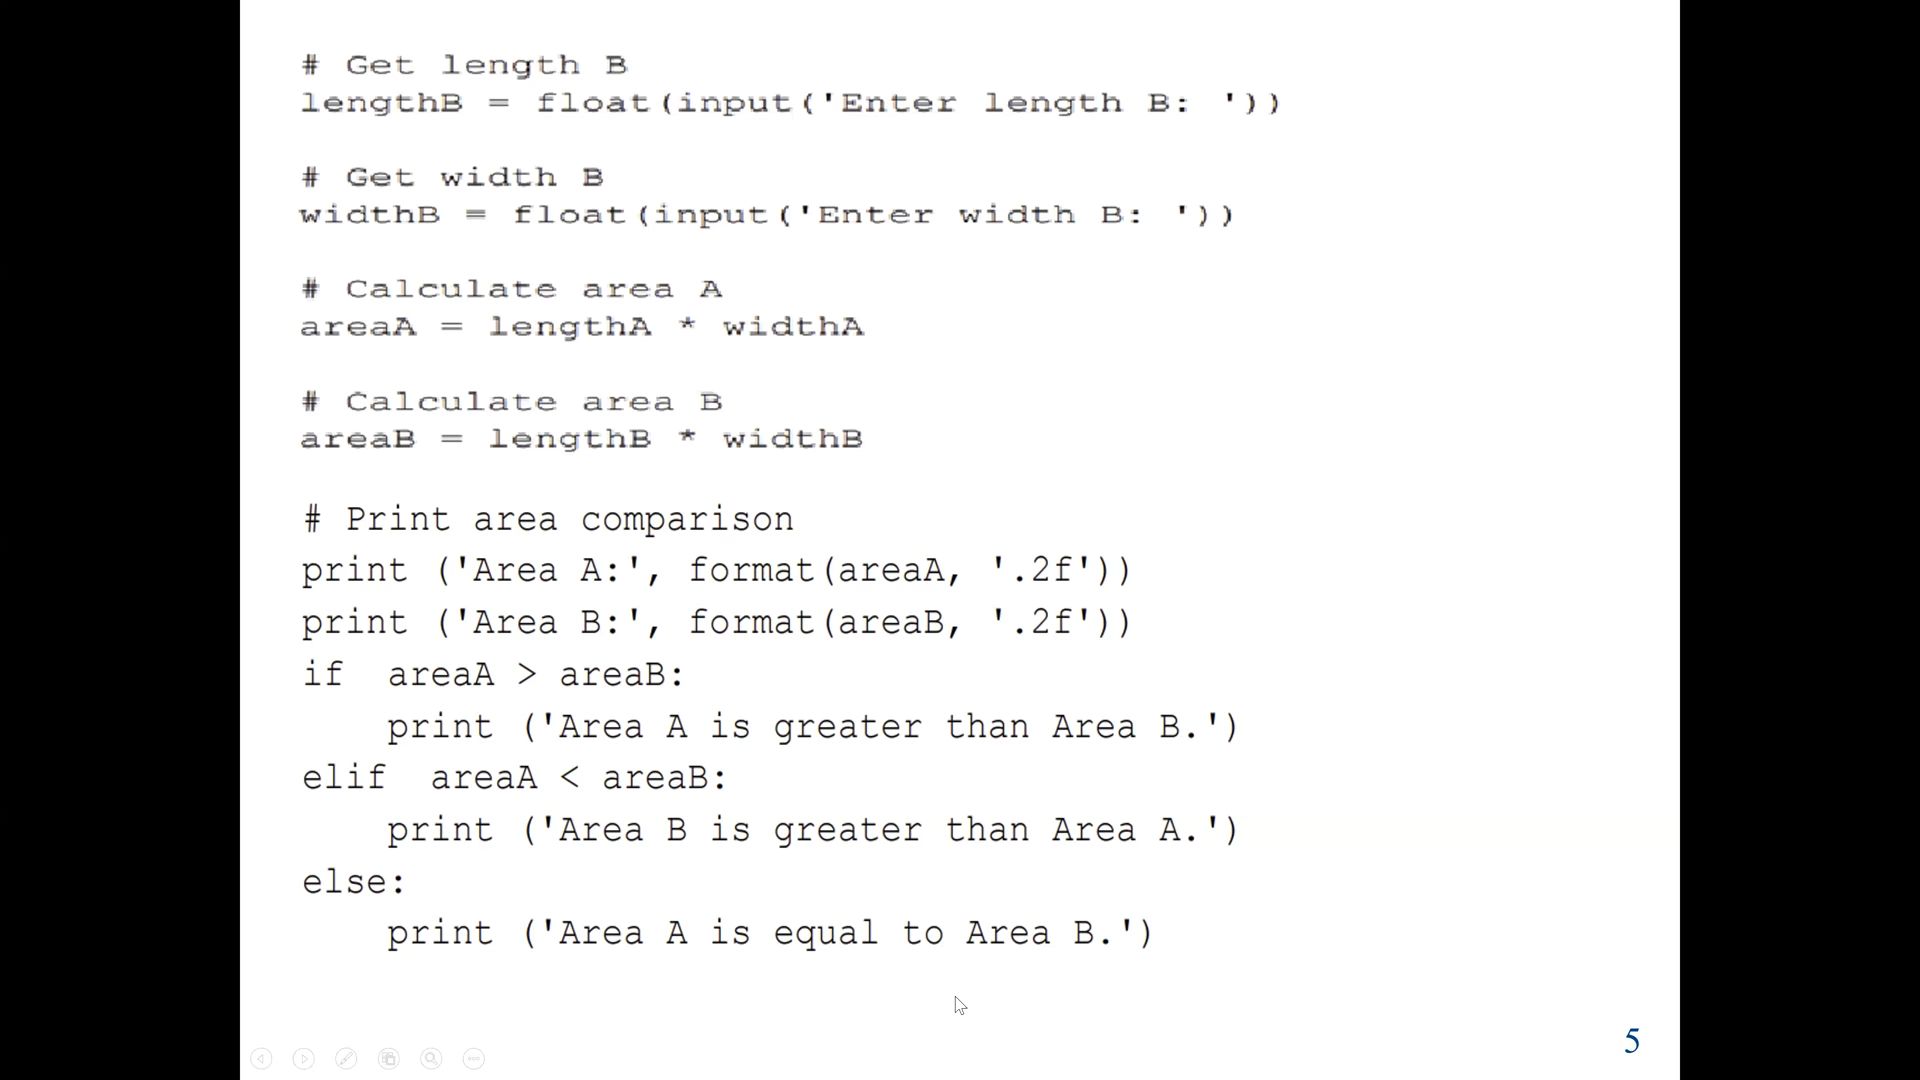 # Get length B
lengthB = float(input('Enter length B: '))
# Get width B
widthB = float(input('Enter width B: '))
# Calculate area A
areaA = lengthA * widthA
# Calculate area B
areaB = lengthB * widthB
# Print area comparison
print ('Area A:', format(areaA, '.2f'))
print ('Area B:', format(areaB, '.2f'))
if  areaA > areaB:
    print ('Area A is greater than Area B.')
elif  areaA < areaB:
    print ('Area B is greater than Area A.')
else:
    print ('Area A is equal to Area B.')
5